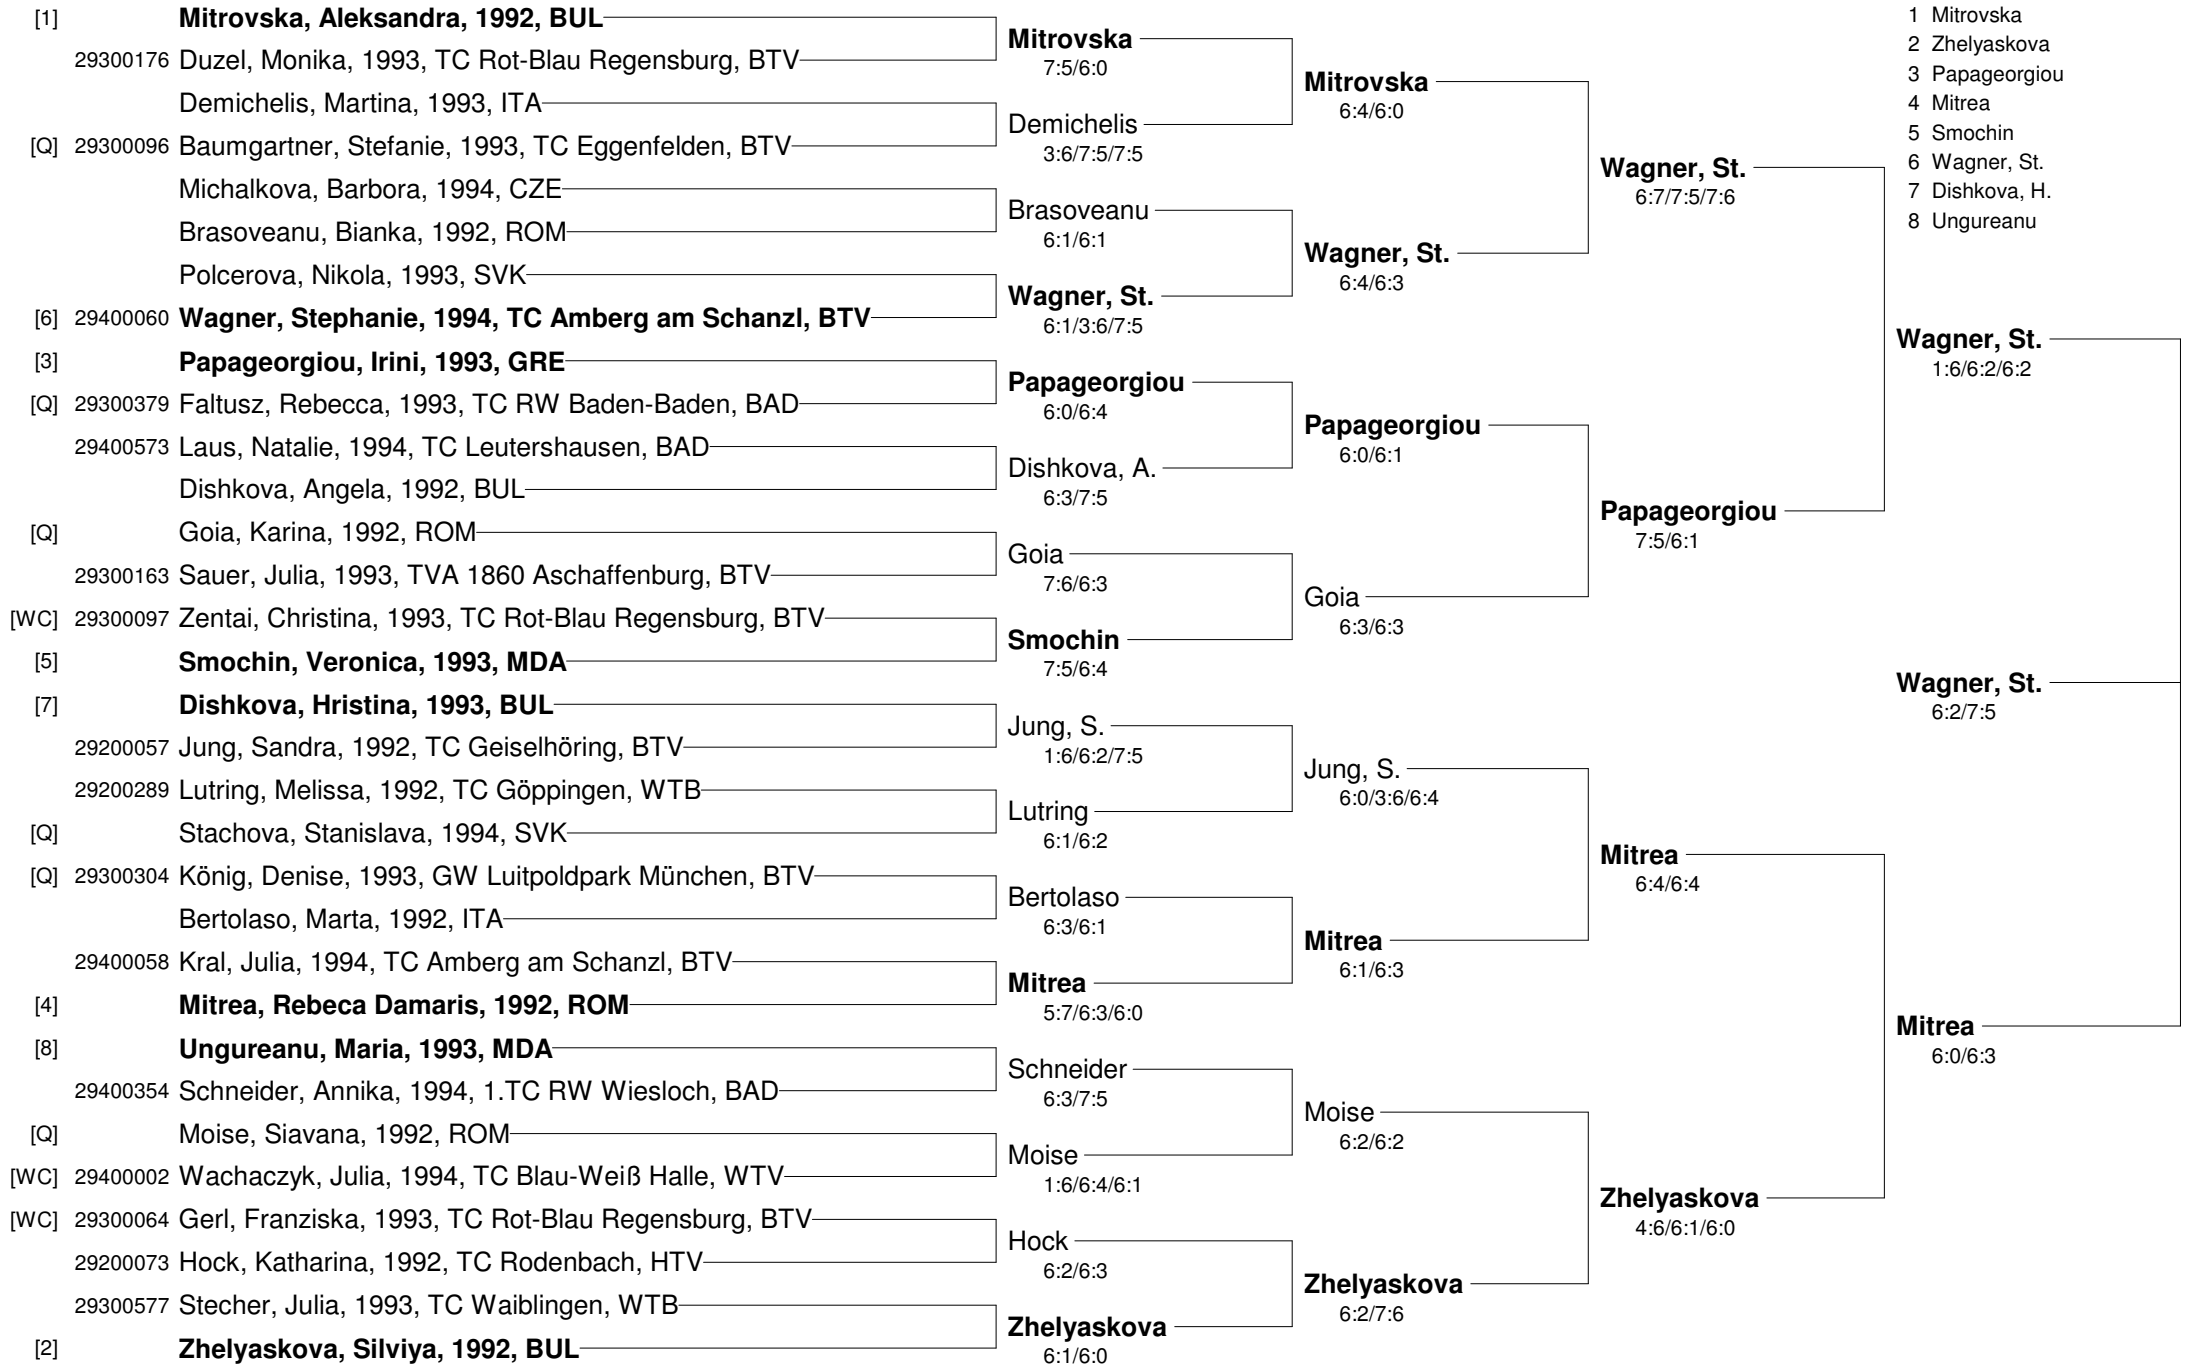 [1] Mitrovska, Aleksandra, 1992, BUL
29300176 Duzel, Monika, 1993, TC Rot-Blau Regensburg, BTV
Demichelis, Martina, 1993, ITA
[Q] 29300096 Baumgartner, Stefanie, 1993, TC Eggenfelden, BTV
Michalkova, Barbora, 1994, CZE
Brasoveanu, Bianka, 1992, ROM
Polcerova, Nikola, 1993, SVK
[6] 29400060 Wagner, Stephanie, 1994, TC Amberg am Schanzl, BTV
[3] Papageorgiou, Irini, 1993, GRE
[Q] 29300379 Faltusz, Rebecca, 1993, TC RW Baden-Baden, BAD
29400573 Laus, Natalie, 1994, TC Leutershausen, BAD
Dishkova, Angela, 1992, BUL
[Q] Goia, Karina, 1992, ROM
29300163 Sauer, Julia, 1993, TVA 1860 Aschaffenburg, BTV
[WC] 29300097 Zentai, Christina, 1993, TC Rot-Blau Regensburg, BTV
[5] Smochin, Veronica, 1993, MDA
[7] Dishkova, Hristina, 1993, BUL
29200057 Jung, Sandra, 1992, TC Geiselhöring, BTV
29200289 Lutring, Melissa, 1992, TC Göppingen, WTB
[Q] Stachova, Stanislava, 1994, SVK
[Q] 29300304 König, Denise, 1993, GW Luitpoldpark München, BTV
Bertolaso, Marta, 1992, ITA
29400058 Kral, Julia, 1994, TC Amberg am Schanzl, BTV
[4] Mitrea, Rebeca Damaris, 1992, ROM
[8] Ungureanu, Maria, 1993, MDA
29400354 Schneider, Annika, 1994, 1.TC RW Wiesloch, BAD
[Q] Moise, Siavana, 1992, ROM
[WC] 29400002 Wachaczyk, Julia, 1994, TC Blau-Weiß Halle, WTV
[WC] 29300064 Gerl, Franziska, 1993, TC Rot-Blau Regensburg, BTV
29200073 Hock, Katharina, 1992, TC Rodenbach, HTV
29300577 Stecher, Julia, 1993, TC Waiblingen, WTB
[2] Zhelyaskova, Silviya, 1992, BUL
Mitrovska
7:5/6:0
Demichelis
3:6/7:5/7:5
Brasoveanu
6:1/6:1
Wagner, St.
6:1/3:6/7:5
Papageorgiou
6:0/6:4
Dishkova, A.
6:3/7:5
Goia
7:6/6:3
Smochin
7:5/6:4
Jung, S.
1:6/6:2/7:5
Lutring
6:1/6:2
Bertolaso
6:3/6:1
Mitrea
5:7/6:3/6:0
Schneider
6:3/7:5
Moise
1:6/6:4/6:1
Hock
6:2/6:3
Zhelyaskova
6:1/6:0
Mitrovska
6:4/6:0
Wagner, St.
6:4/6:3
Papageorgiou
6:0/6:1
Goia
6:3/6:3
Jung, S.
6:0/3:6/6:4
Mitrea
6:1/6:3
Moise
6:2/6:2
Zhelyaskova
6:2/7:6
Wagner, St.
6:7/7:5/7:6
Papageorgiou
7:5/6:1
Mitrea
6:4/6:4
Zhelyaskova
4:6/6:1/6:0
1 Mitrovska
2 Zhelyaskova
3 Papageorgiou
4 Mitrea
5 Smochin
6 Wagner, St.
7 Dishkova, H.
8 Ungureanu
Wagner, St.
1:6/6:2/6:2
Wagner, St.
6:2/7:5
Mitrea
6:0/6:3